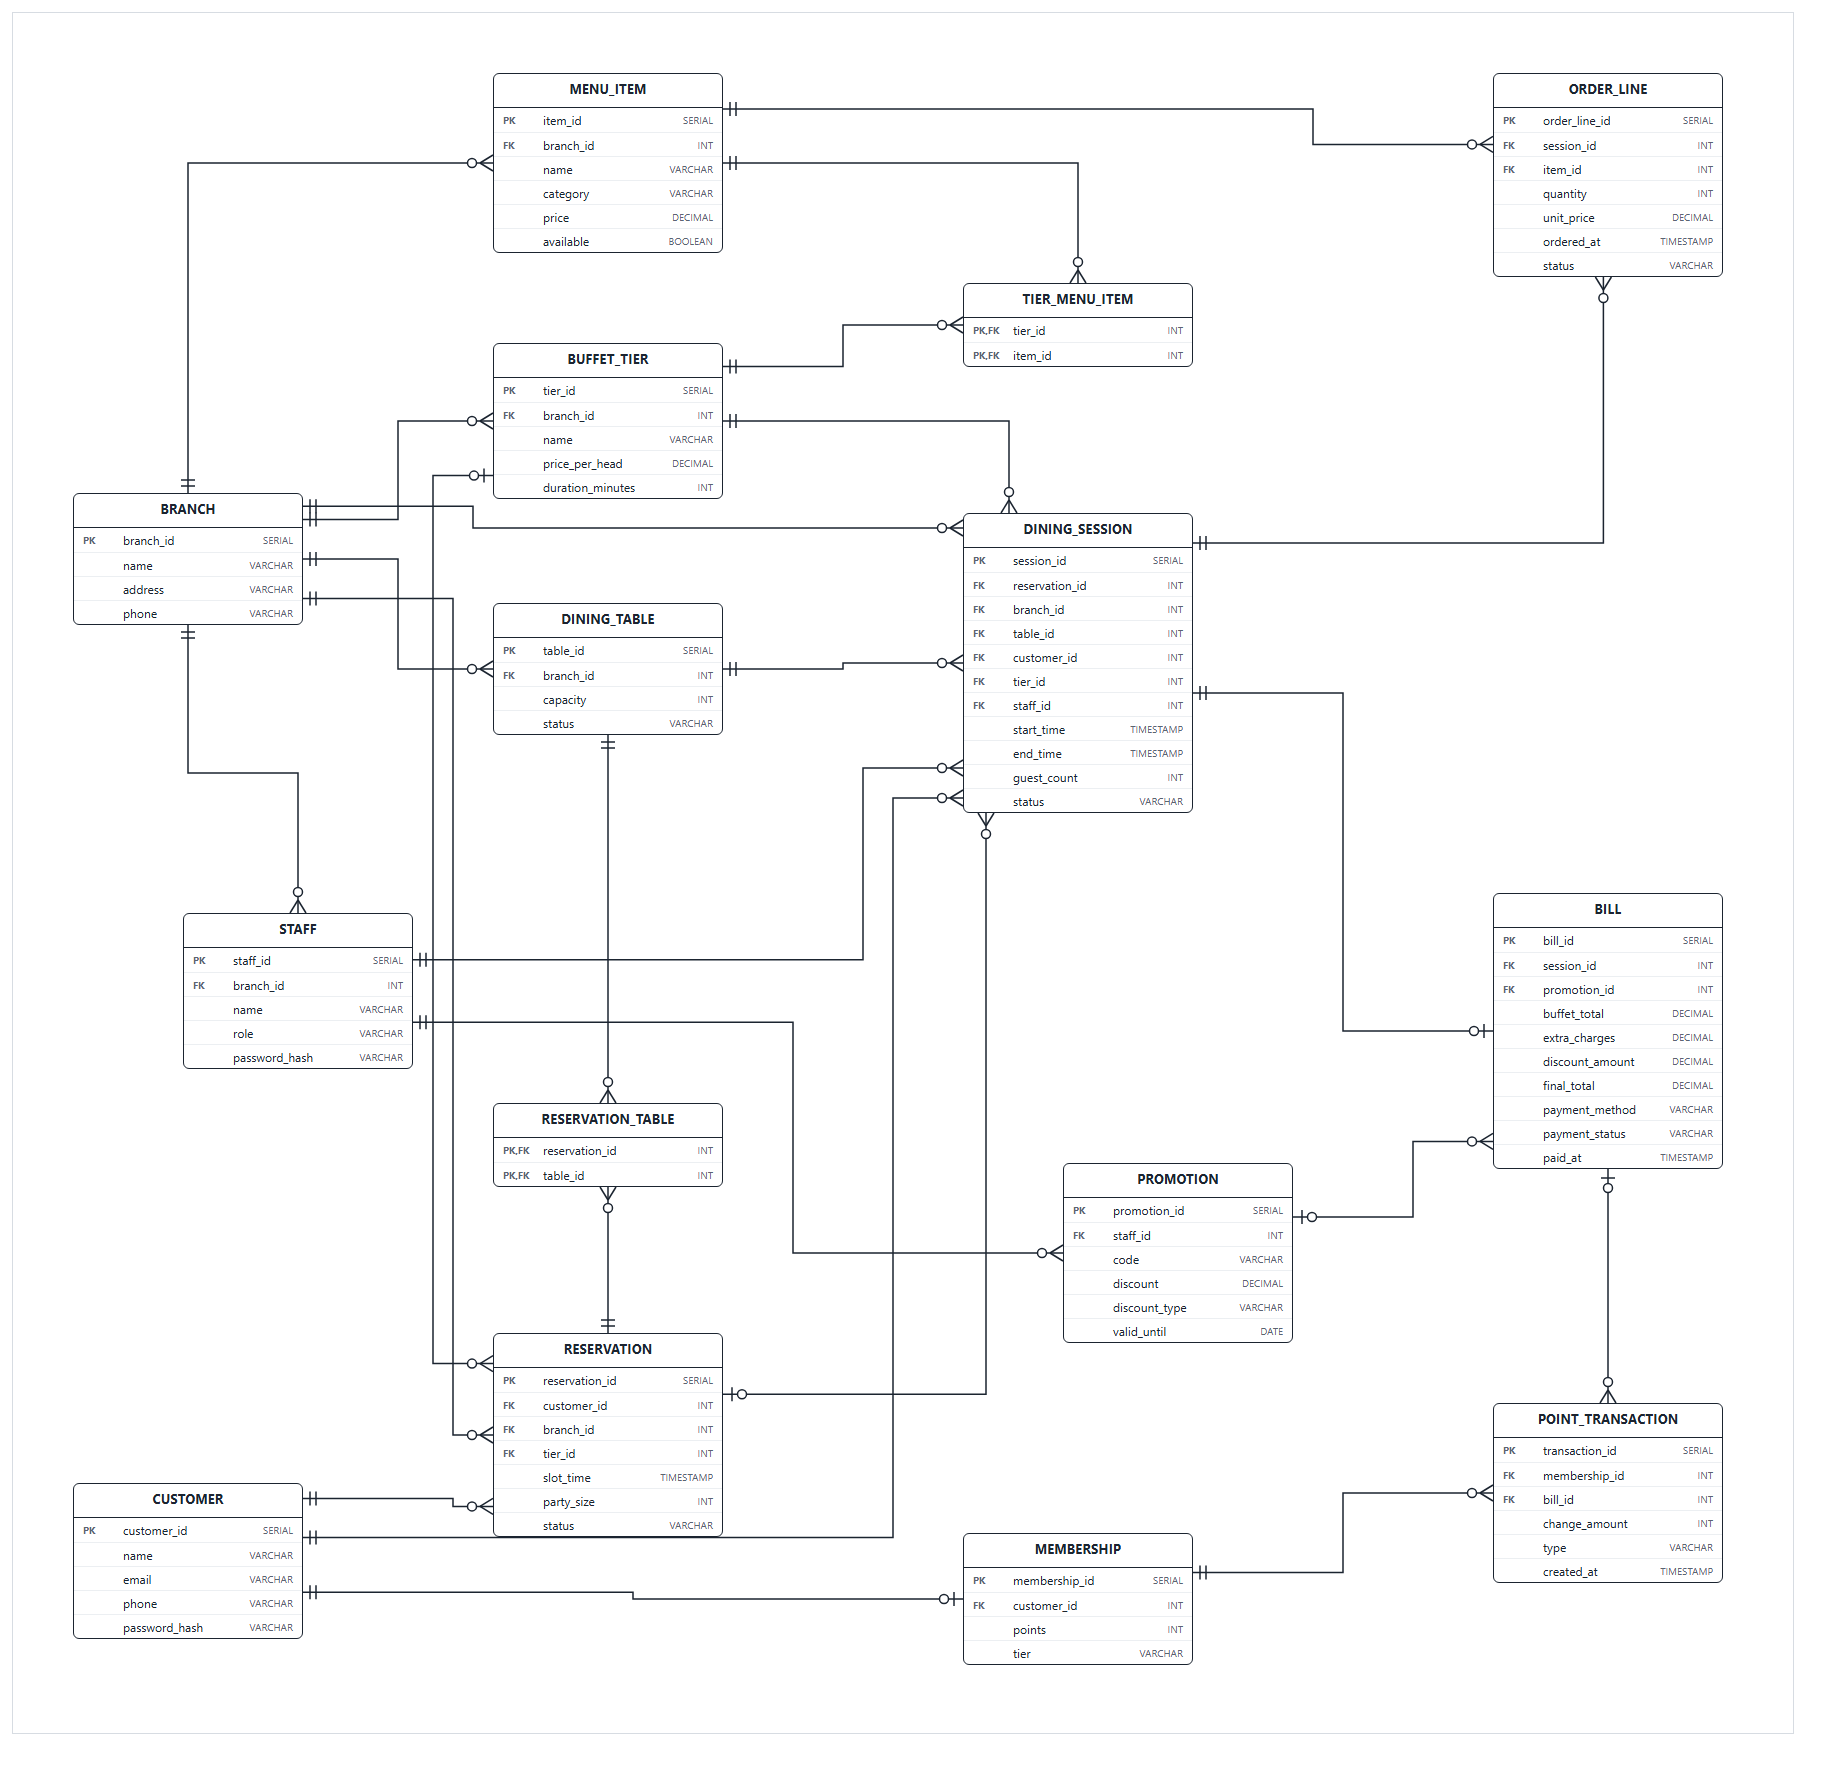 MENU_ITEM
PK item_id SERIAL
FK branch_id INT
name VARCHAR
category VARCHAR
price DECIMAL
available BOOLEAN
ORDER_LINE
PK order_line_id SERIAL
FK session_id INT
FK item_id INT
quantity INT
unit_price DECIMAL
ordered_at TIMESTAMP
status VARCHAR
TIER_MENU_ITEM
PK,FK tier_id INT
PK,FK item_id INT
BUFFET_TIER
PK tier_id SERIAL
FK branch_id INT
name VARCHAR
price_per_head DECIMAL
duration_minutes INT
BRANCH
PK branch_id SERIAL
name VARCHAR
address VARCHAR
phone VARCHAR
DINING_SESSION
PK session_id SERIAL
FK reservation_id INT
FK branch_id INT
FK table_id INT
FK customer_id INT
FK tier_id INT
FK staff_id INT
start_time TIMESTAMP
end_time TIMESTAMP
guest_count INT
status VARCHAR
DINING_TABLE
PK table_id SERIAL
FK branch_id INT
capacity INT
status VARCHAR
STAFF
PK staff_id SERIAL
FK branch_id INT
name VARCHAR
role VARCHAR
password_hash VARCHAR
BILL
PK bill_id SERIAL
FK session_id INT
FK promotion_id INT
buffet_total DECIMAL
extra_charges DECIMAL
discount_amount DECIMAL
final_total DECIMAL
payment_method VARCHAR
payment_status VARCHAR
paid_at TIMESTAMP
RESERVATION_TABLE
PK,FK reservation_id INT
PK,FK table_id INT
PROMOTION
PK promotion_id SERIAL
FK staff_id INT
code VARCHAR
discount DECIMAL
discount_type VARCHAR
valid_until DATE
RESERVATION
PK reservation_id SERIAL
FK customer_id INT
FK branch_id INT
FK tier_id INT
slot_time TIMESTAMP
party_size INT
status VARCHAR
POINT_TRANSACTION
PK transaction_id SERIAL
FK membership_id INT
FK bill_id INT
change_amount INT
type VARCHAR
created_at TIMESTAMP
CUSTOMER
PK customer_id SERIAL
name VARCHAR
email VARCHAR
phone VARCHAR
password_hash VARCHAR
MEMBERSHIP
PK membership_id SERIAL
FK customer_id INT
points INT
tier VARCHAR